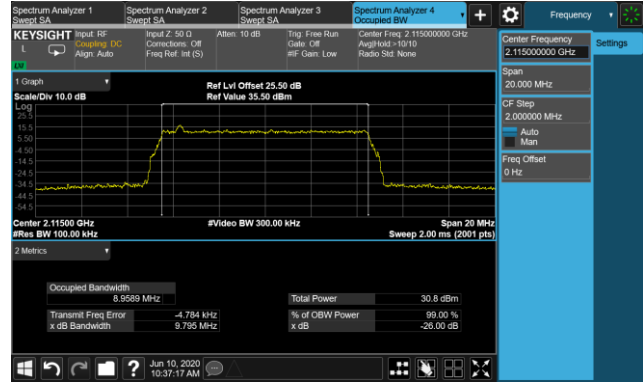 Spectrum Analyzer 1
Swept SA
Spectrum Analyzer 2
Swept SA
Spectrum Analyzer 3
Swept SA
Spectrum Analyzer 4
Occupied BW
Frequency
KEYSIGHT
L
Input: RF
Coupling: DC
Align: Auto
Input Z: 50 Ω
Corrections: Off
Freq Ref: Int (S)
Atten: 10 dB
Trig: Free Run
Gate: Off
#IF Gain: Low
Center Freq: 2.115000000 GHz
Avg|Hold:>10/10
Radio Std: None
Center Frequency
2.115000000 GHz
Settings
Span
20.000 MHz
CF Step
2.000000 MHz
Auto
Man
Freq Offset
0 Hz
1 Graph
Scale/Div 10.0 dB
Ref Lvl Offset 25.50 dB
Ref Value 35.50 dBm
Log
25.5
15.5
5.50
-4.50
-14.5
-24.5
-34.5
-44.5
-54.5
Center 2.11500 GHz
#Video BW 300.00 kHz
Span 20 MHz
#Res BW 100.00 kHz
Sweep 2.00 ms (2001 pts)
2 Metrics
Occupied Bandwidth
8.9589 MHz
Total Power
30.8 dBm
Transmit Freq Error
-4.784 kHz
% of OBW Power
99.00 %
x dB Bandwidth
9.795 MHz
x dB
-26.00 dB
?
Jun 10, 2020
10:37:17 AM